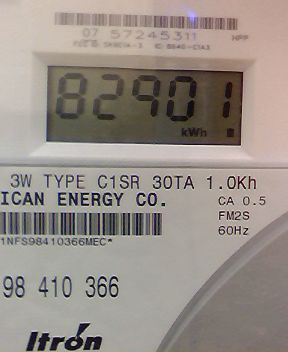 07 57245311 HPP
82901
kWh
3W TYPE C1SR 30TA 1.0Kh
ICAN ENERGY CO.
CA 0.5
FM2S
60Hz
1NFS98410366MEC*
98 410 366
Itron